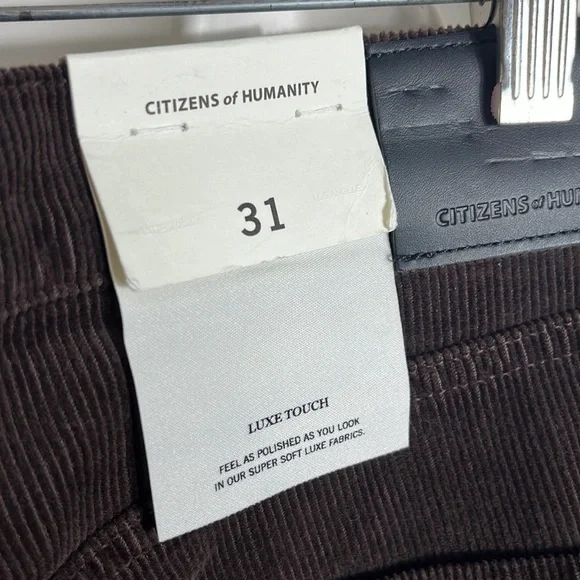 CITIZENS of HUMANITY
31
LUXE TOUCH
FEEL AS POLISHED AS YOU LOOK
IN OUR SUPER SOFT LUXE FABRICS.
CITIZENS of HU